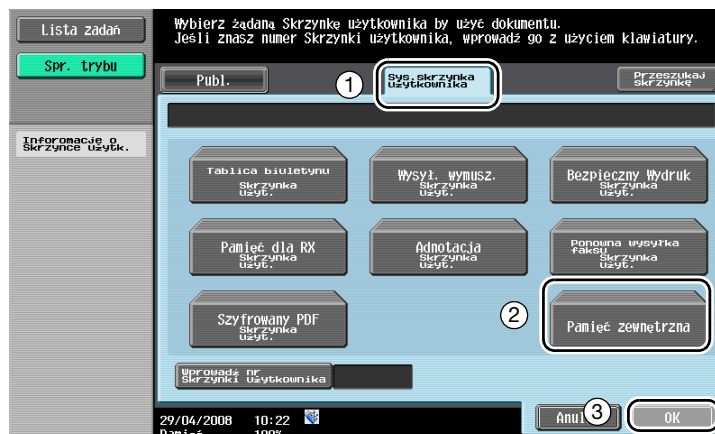 Lista zadań
Wybierz żądaną Skrzynkę użytkownika by użyć dokumentu.
Jeśli znasz numer Skrzynki użytkownika, wprowadź go z użyciem klawiatury.
Spr. trybu
Publ.
1
Sys.skrzynka
użytkownika
Przeszukaj
skrzynkę
Inforomacje o
Skrzynce użytk.
Tablica biuletynu
Skrzynka
użyt.
Wysył. wymusz.
Skrzynka
użyt.
Bezpieczny Wydruk
Skrzynka
użyt.
Pamięć dla RX
Skrzynka
użyt.
Adnotacja
Skrzynka
użyt.
Ponowna wysyłka
faksu
Skrzynka
użyt.
Szyfrowany PDF
Skrzynka
użyt.
2
Pamięć zewnętrzna
Wprowadź nr
Skrzynki użytkownika
29/04/2008 10:22
Pamięć 100%
Anul
3
OK